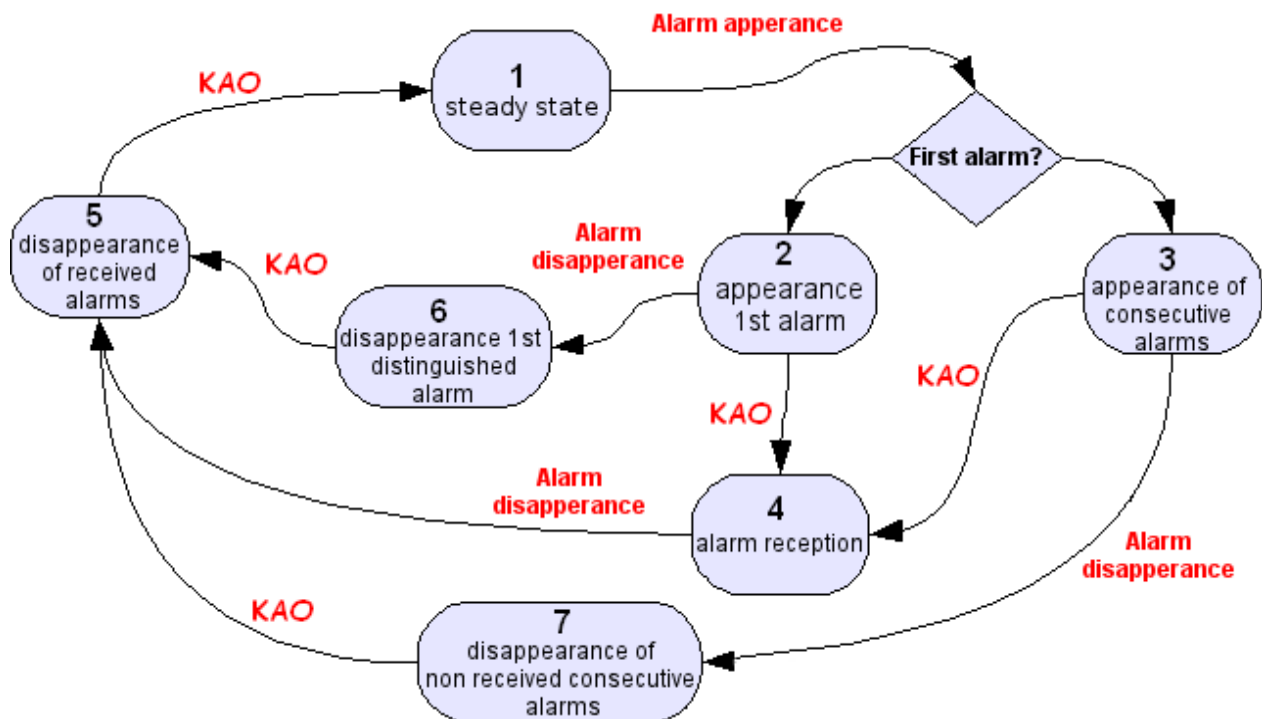 Alarm apperance
1
steady state
KAO
First alarm?
5
disappearance
of received
alarms
KAO
Alarm
disapperance
2
appearance
1st alarm
3
appearance of
consecutive
alarms
6
disappearance 1st
distinguished
alarm
KAO
KAO
Alarm
disapperance
4
alarm reception
Alarm
disapperance
KAO
7
disappearance of
non received consecutive
alarms